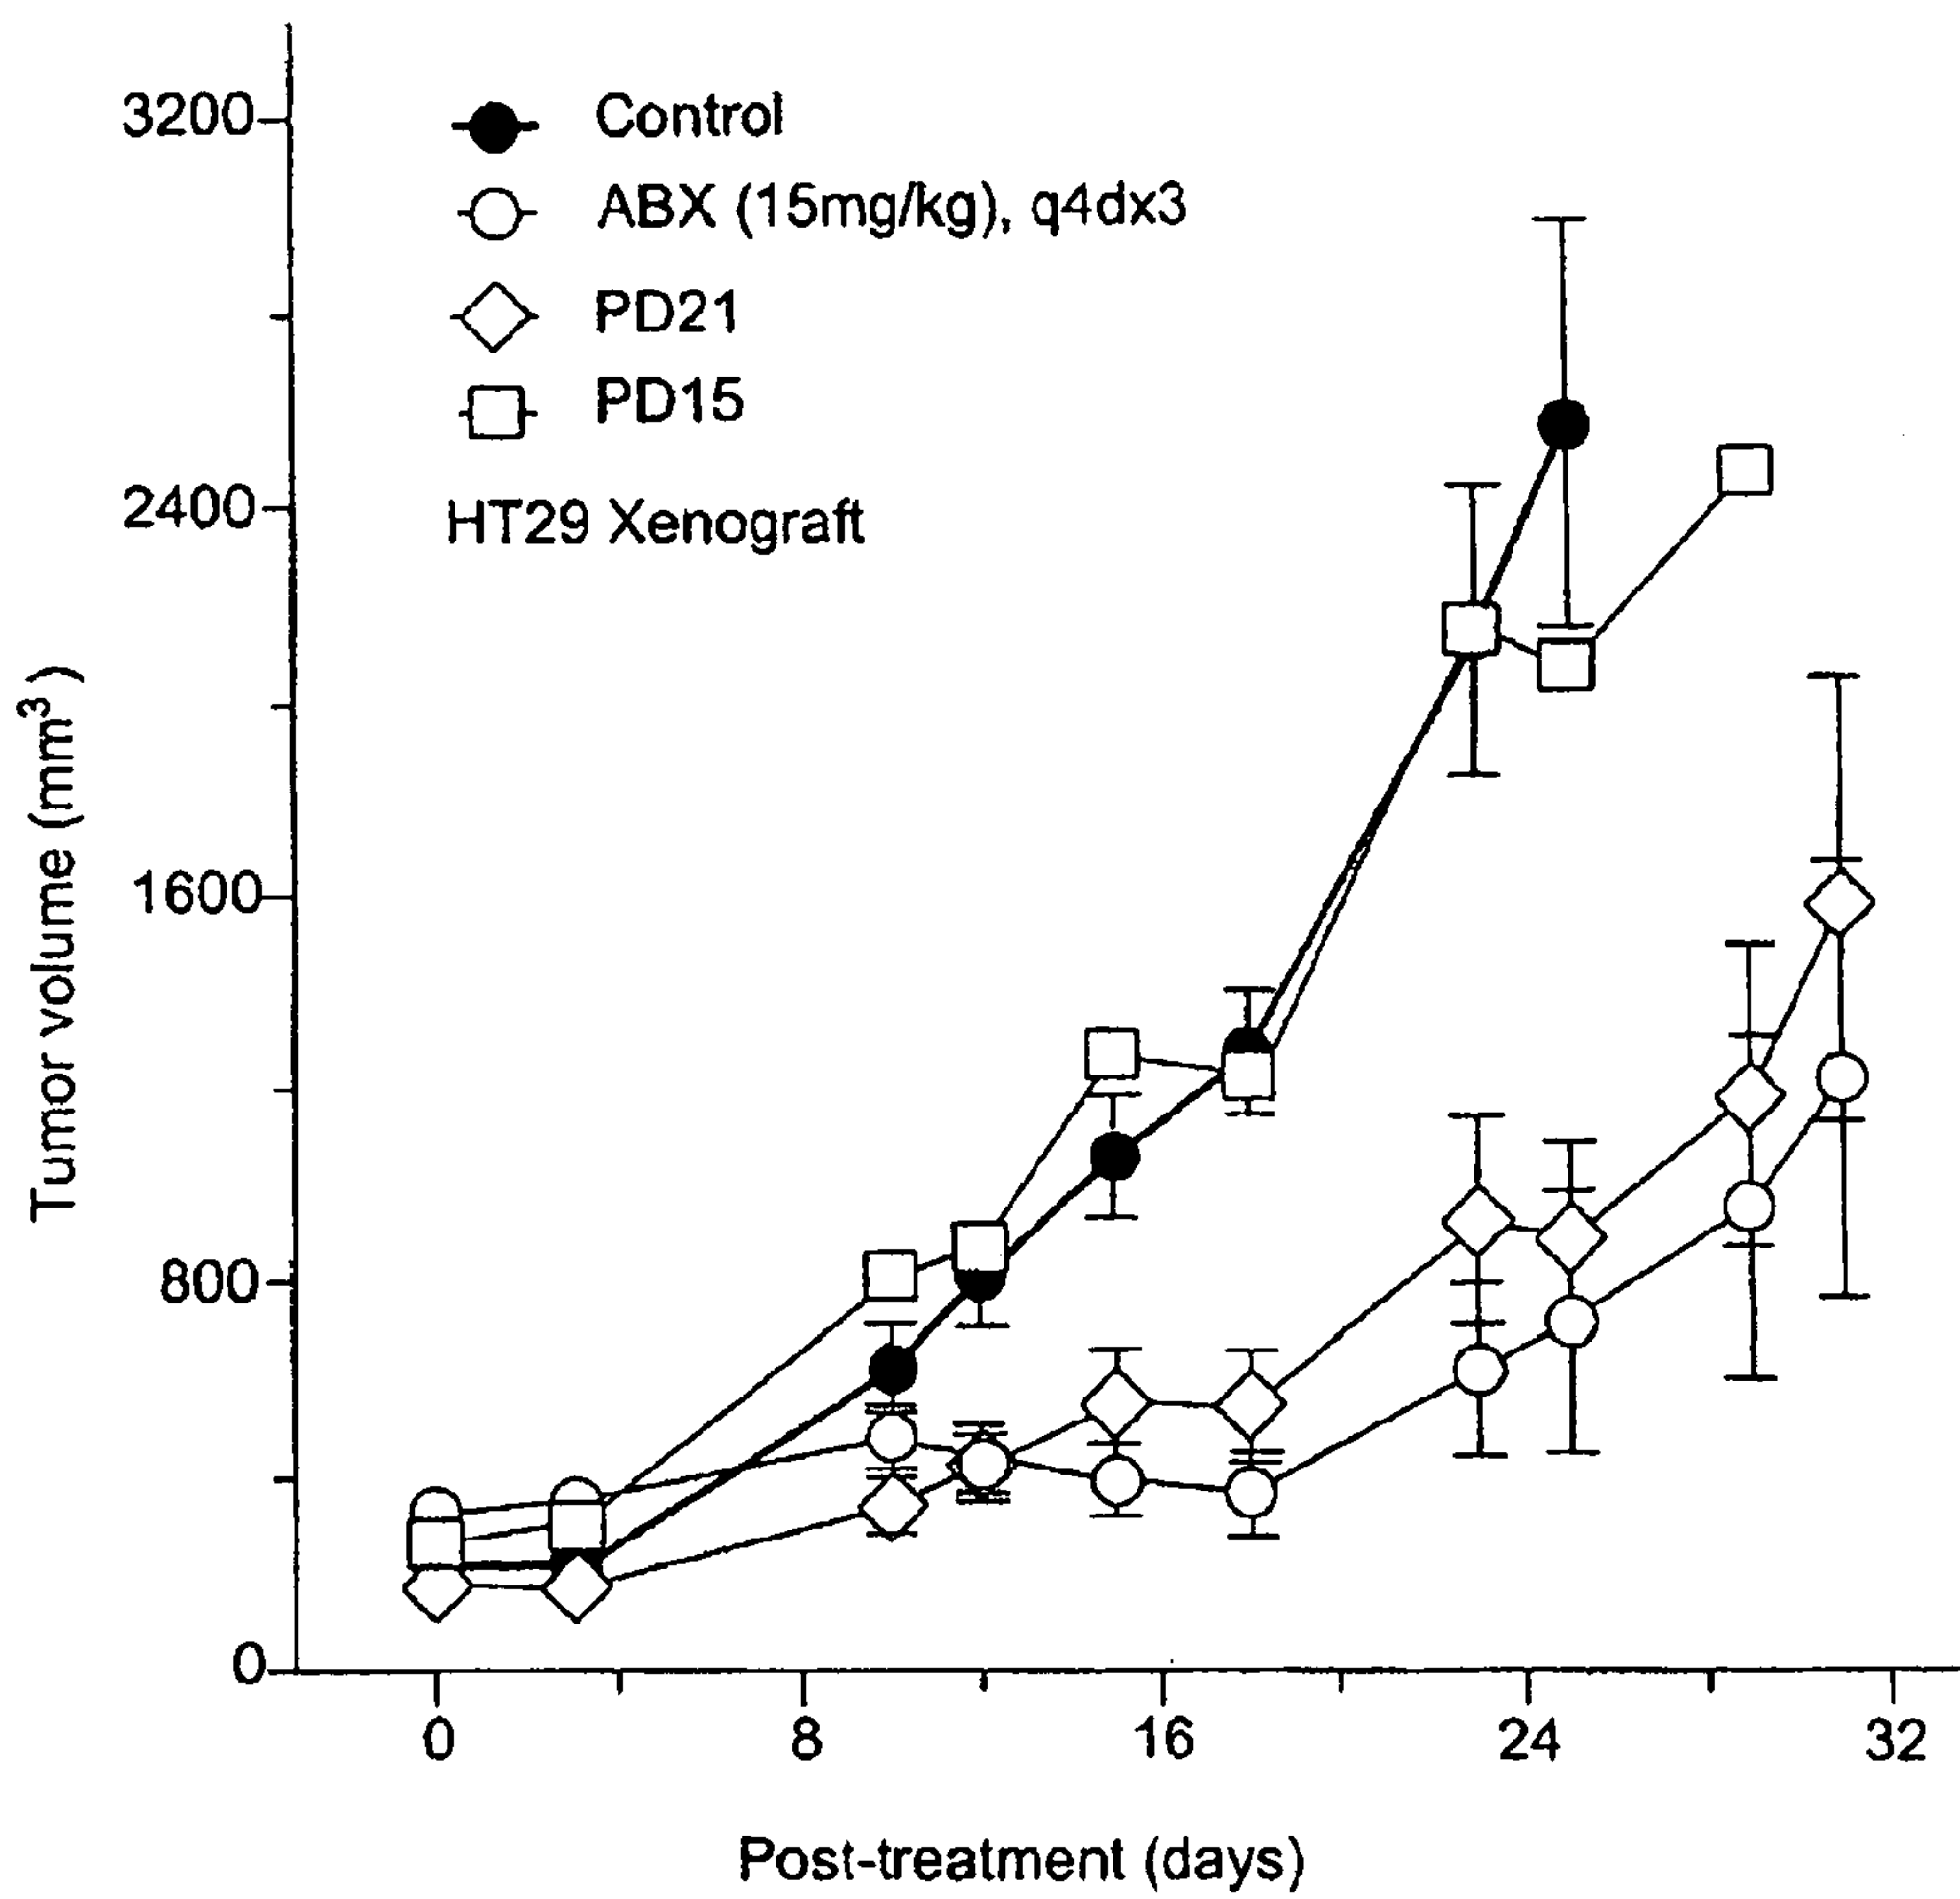 3200
2400
1600
800
0
Tumor volume (mm³)
Control
ABX (15mg/kg), q4dx3
PD21
PD15
HT29 Xenograft
0 8 16 24 32
Post-treatment (days)